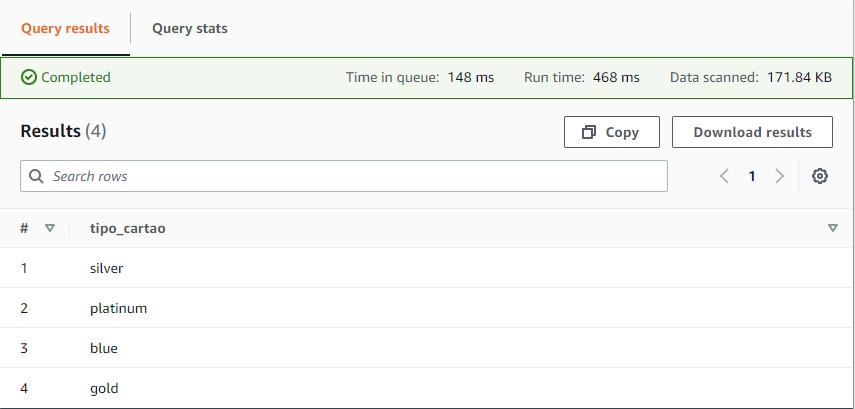 Query results Query stats
Completed Time in queue: 148 ms Run time: 468 ms Data scanned: 171.84 KB
Results (4) Copy Download results
Search rows 1
# tipo_cartao
1 silver
2 platinum
3 blue
4 gold